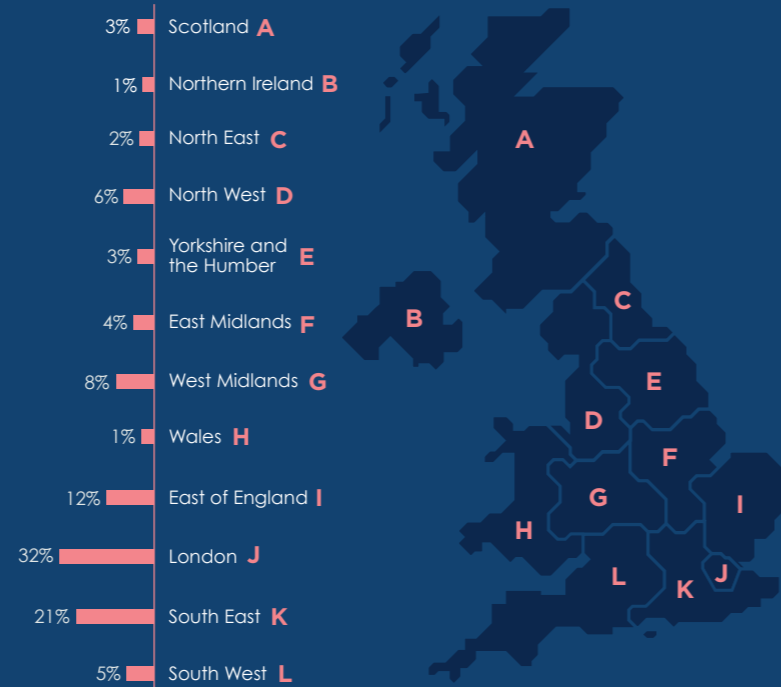 3% Scotland A
1% Northern Ireland B
2% North East C
6% North West D
3% Yorkshire and
the Humber E
4% East Midlands F
8% West Midlands G
1% Wales H
12% East of England I
32% London J
21% South East K
5% South West L
A
C
B
E
D
F
G
I
H
J
L
K